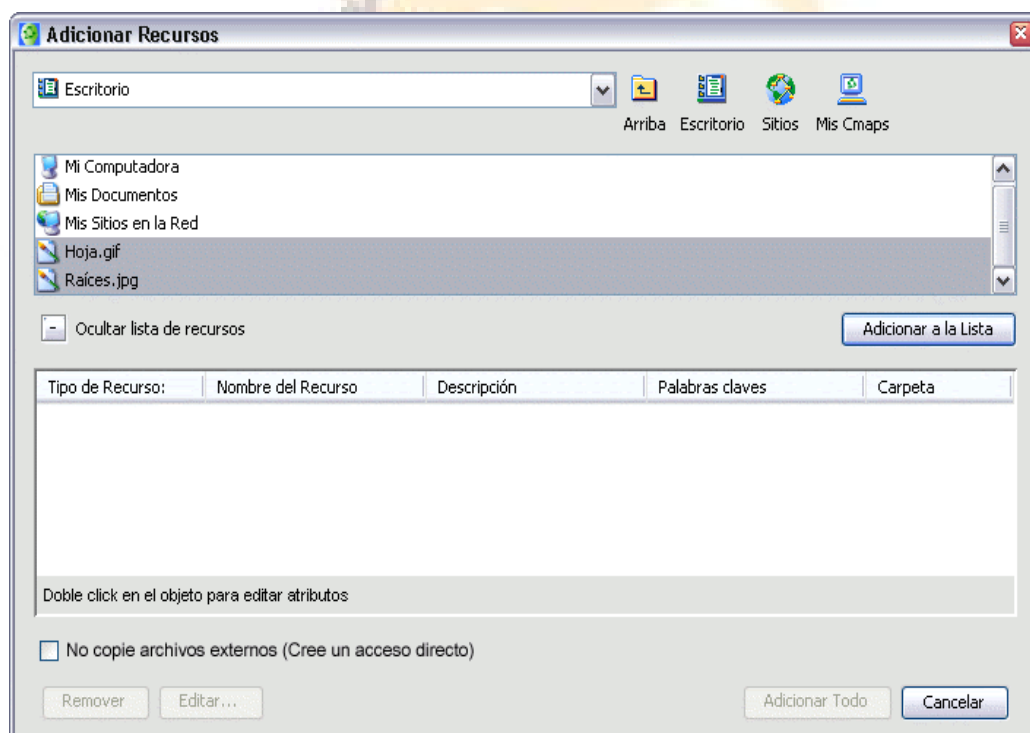 Adicionar Recursos
Escritorio
Arriba Escritorio Sitios Mis Cmaps
Mi Computadora
Mis Documentos
Mis Sitios en la Red
Hoja.gif
Raíces.jpg
- Ocultar lista de recursos Adicionar a la Lista
Tipo de Recurso: Nombre del Recurso Descripción Palabras claves Carpeta
Doble click en el objeto para editar atributos
No copie archivos externos (Cree un acceso directo)
Remover Editar... Adicionar Todo Cancelar